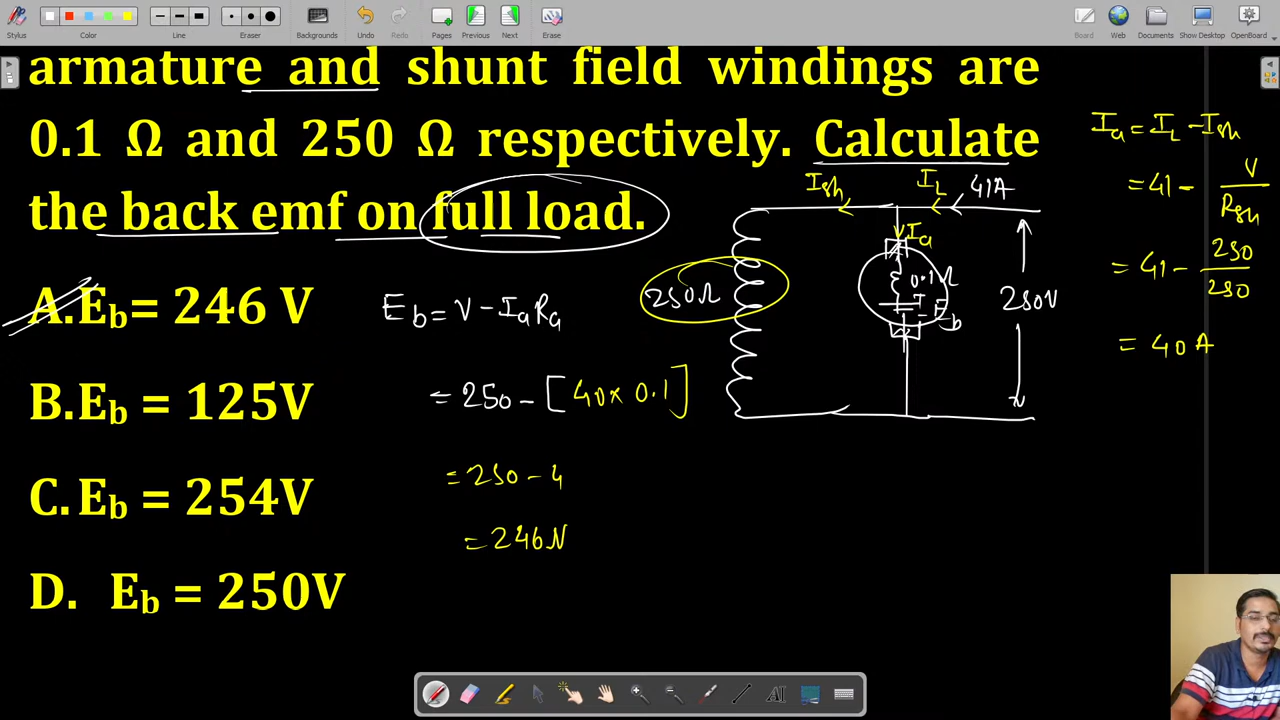 Stylus Color Line Eraser Backgrounds Undo Redo Pages Previous Next Erase Board Web Documents Show Desktop OpenBoard
armature and shunt field windings are
0.1 Ω and 250 Ω respectively. Calculate
the back emf on full load.
A.Eb= 246 V
B.Eb = 125V
C.Eb = 254V
D. Eb = 250V
Eb = V - IaRa
= 250 - [40 × 0.1]
= 250 - 4
= 246V
Ish
IL
41A
Ia
250Ω
0.1Ω
Eb
250V
Ia = IL - Ish
= 41 - V/Rsh
= 41 - 250/250
= 40 A